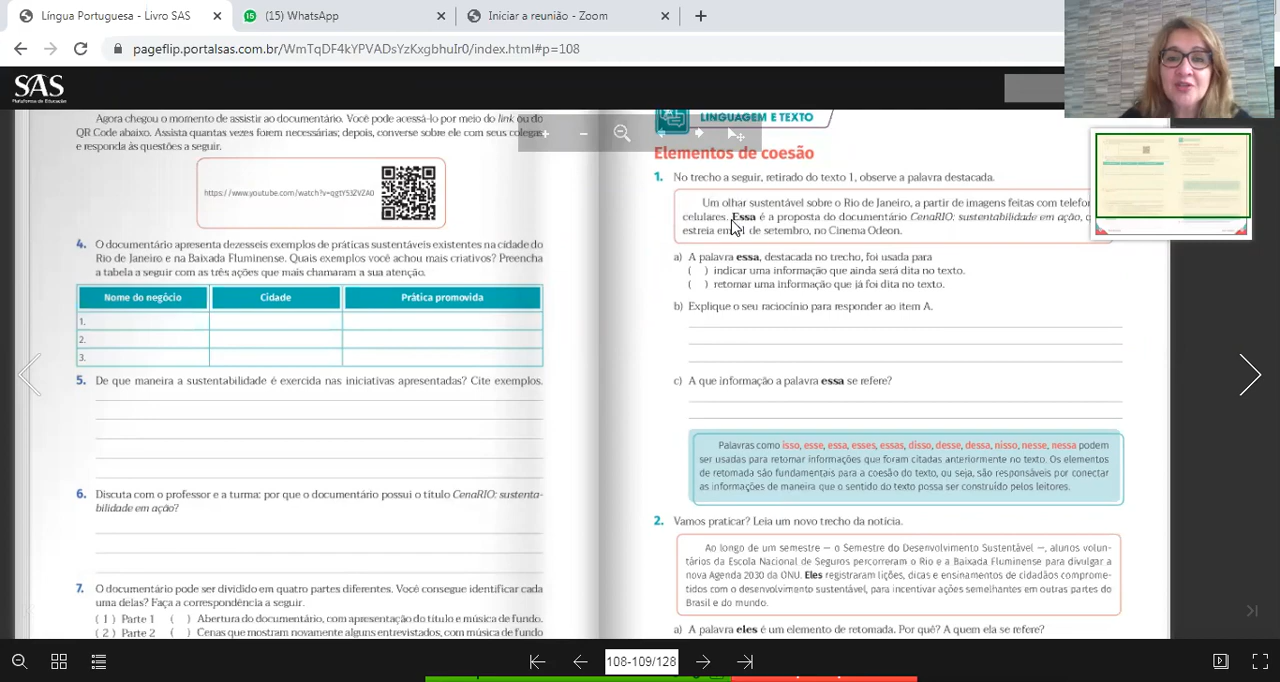 Língua Portuguesa - Livro SAS
(15) WhatsApp
Iniciar a reunião - Zoom
pageflip.portalsas.com.br/WmTqDF4kYPVADsYzKxgbhuIr0/index.html#p=108
SAS
Plataforma de Educação
Agora chegou o momento de assistir ao documentário. Você pode acessá-lo por meio do link ou do
QR Code abaixo. Assista quantas vezes forem necessárias; depois, converse sobre ele com seus colegas
e responda às questões a seguir.
https://www.youtube.com/watch?v=qgtY53ZVZA0
4. O documentário apresenta dezesseis exemplos de práticas sustentáveis existentes na cidade do
Rio de Janeiro e na Baixada Fluminense. Quais exemplos você achou mais criativos? Preencha
a tabela a seguir com as três ações que mais chamaram a sua atenção.
Nome do negócio Cidade Prática promovida
1.
2.
3.
5. De que maneira a sustentabilidade é exercida nas iniciativas apresentadas? Cite exemplos.
6. Discuta com o professor e a turma: por que o documentário possui o título CenaRIO: sustenta-
bilidade em ação?
7. O documentário pode ser dividido em quatro partes diferentes. Você consegue identificar cada
uma delas? Faça a correspondência a seguir.
( 1 ) Parte 1 ( ) Abertura do documentário, com apresentação do título e música de fundo.
( 2 ) Parte 2 ( ) Cenas que mostram novamente alguns entrevistados, com música de fundo
LINGUAGEM E TEXTO
Elementos de coesão
1. No trecho a seguir, retirado do texto 1, observe a palavra destacada.
Um olhar sustentável sobre o Rio de Janeiro, a partir de imagens feitas com telefon
celulares. Essa é a proposta do documentário CenaRIO: sustentabilidade em ação, q
estreia em 1 de setembro, no Cinema Odeon.
a) A palavra essa, destacada no trecho, foi usada para
( ) indicar uma informação que ainda será dita no texto.
( ) retomar uma informação que já foi dita no texto.
b) Explique o seu raciocínio para responder ao item A.
c) A que informação a palavra essa se refere?
Palavras como isso, esse, essa, esses, essas, disso, desse, dessa, nisso, nesse, nessa podem
ser usadas para retomar informações que foram citadas anteriormente no texto. Os elementos
de retomada são fundamentais para a coesão do texto, ou seja, são responsáveis por conectar
as informações de maneira que o sentido do texto possa ser construído pelos leitores.
2. Vamos praticar? Leia um novo trecho da notícia.
Ao longo de um semestre — o Semestre do Desenvolvimento Sustentável —, alunos volun-
tários da Escola Nacional de Seguros percorreram o Rio e a Baixada Fluminense para divulgar a
nova Agenda 2030 da ONU. Eles registraram lições, dicas e ensinamentos de cidadãos comprome-
tidos com o desenvolvimento sustentável, para incentivar ações semelhantes em outras partes do
Brasil e do mundo.
a) A palavra eles é um elemento de retomada. Por quê? A quem ela se refere?
108-109/128